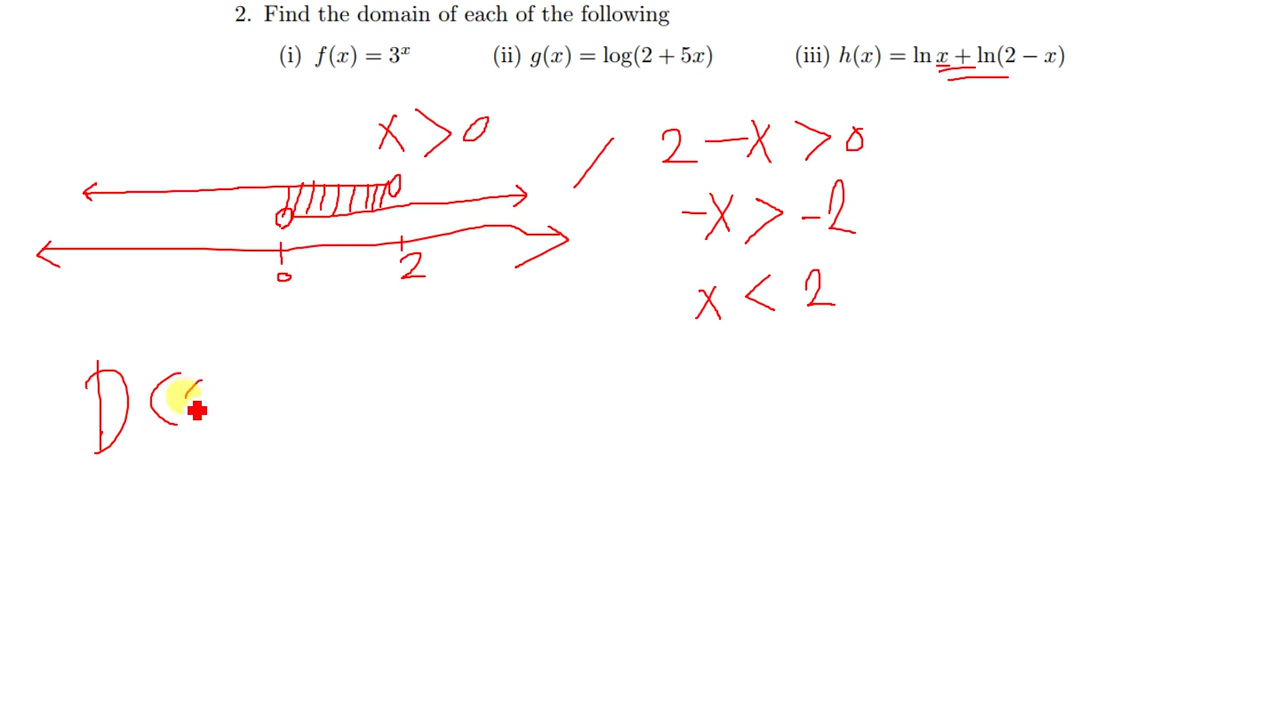 2. Find the domain of each of the following
(i) f(x) = 3^x (ii) g(x) = log(2 + 5x) (iii) h(x) = ln x + ln(2 − x)
x > 0 / 2 - x > 0
-x > -2
0 2
x < 2
D (